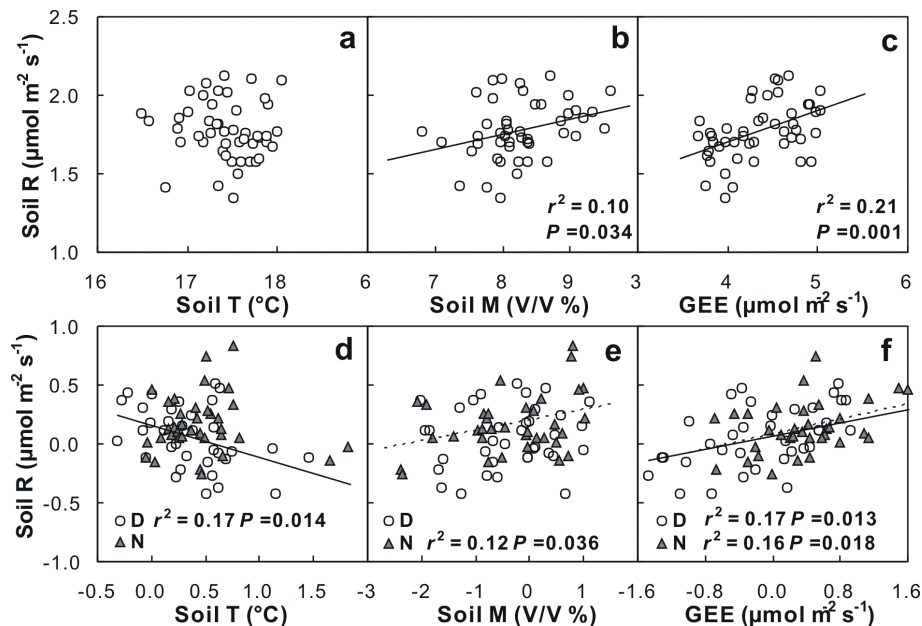 2.5
2.0
1.5
1.0
Soil R (µmol m⁻² s⁻¹)
a
b
c
r² = 0.10
P =0.034
r² = 0.21
P =0.001
16 17 18 6 7 8 9 3 4 5 6
Soil T (°C) Soil M (V/V %) GEE (µmol m⁻² s⁻¹)
1.0
0.5
0.0
-0.5
-1.0
Soil R (µmol m⁻² s⁻¹)
d
e
f
D r² = 0.17 P =0.014
N
D
N r² = 0.12 P =0.036
D r² = 0.17 P =0.013
N r² = 0.16 P =0.018
-0.5 0.0 0.5 1.0 1.5 -3 -2 -1 0 1 -1.6 -0.8 0.0 0.8 1.6
Soil T (°C) Soil M (V/V %) GEE (µmol m⁻² s⁻¹)